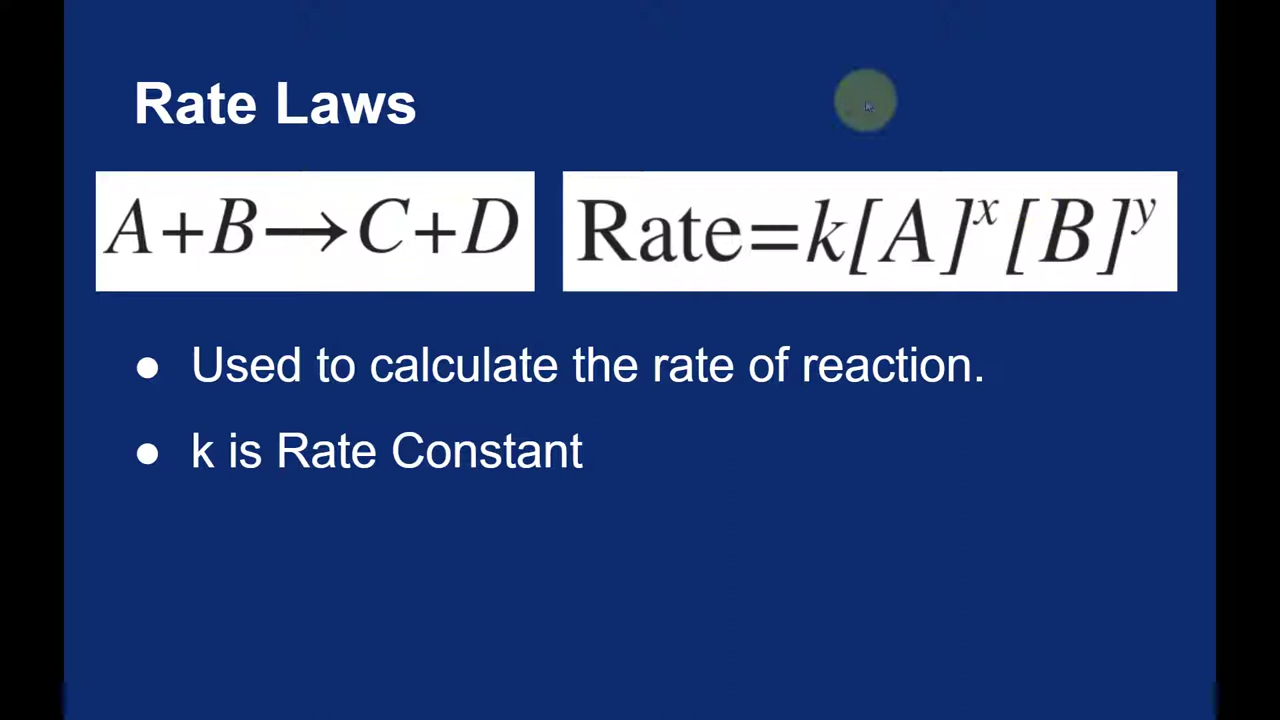 Rate Laws
A+B→C+D
Rate=k[A]^x[B]^y
● Used to calculate the rate of reaction.
● k is Rate Constant